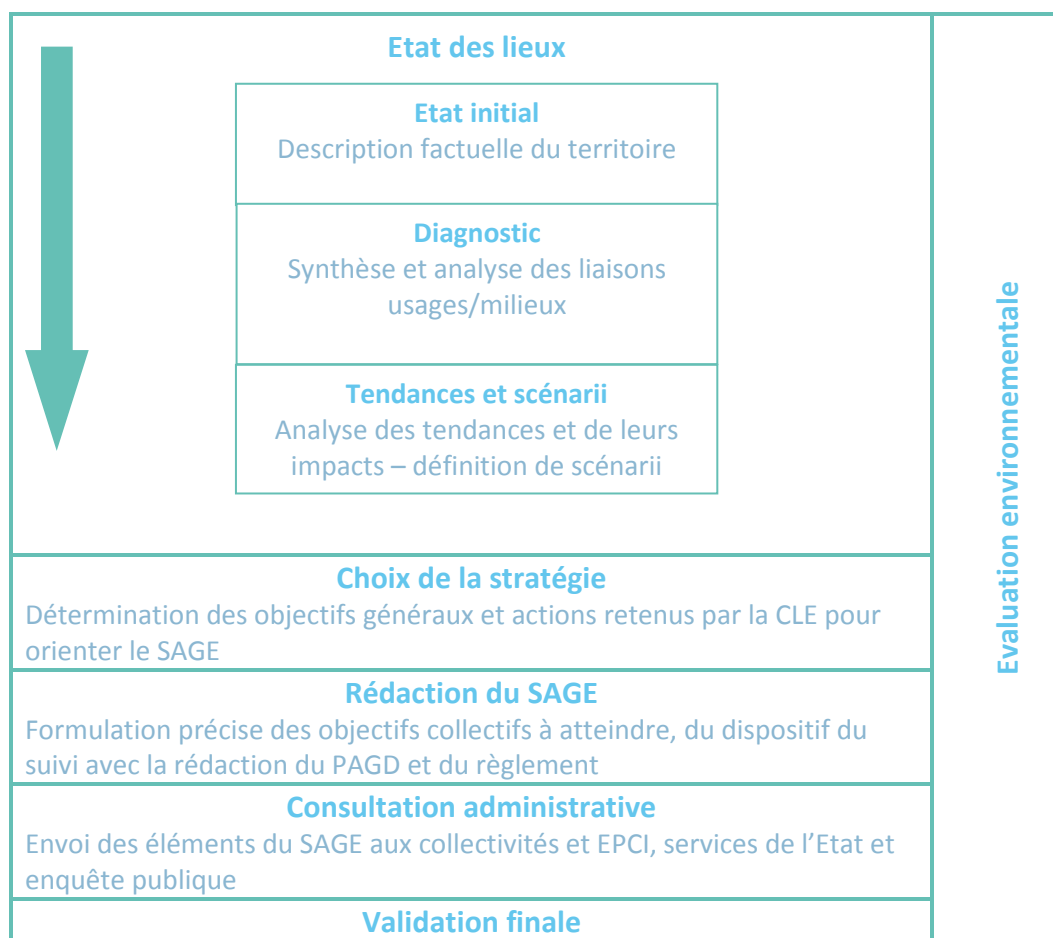 Etat des lieux
Etat initial
Description factuelle du territoire
Diagnostic
Synthèse et analyse des liaisons
usages/milieux
Tendances et scénarii
Analyse des tendances et de leurs
impacts – définition de scénarii
Choix de la stratégie
Détermination des objectifs généraux et actions retenus par la CLE pour
orienter le SAGE
Rédaction du SAGE
Formulation précise des objectifs collectifs à atteindre, du dispositif du
suivi avec la rédaction du PAGD et du règlement
Consultation administrative
Envoi des éléments du SAGE aux collectivités et EPCI, services de l’Etat et
enquête publique
Validation finale
Evaluation environnementale